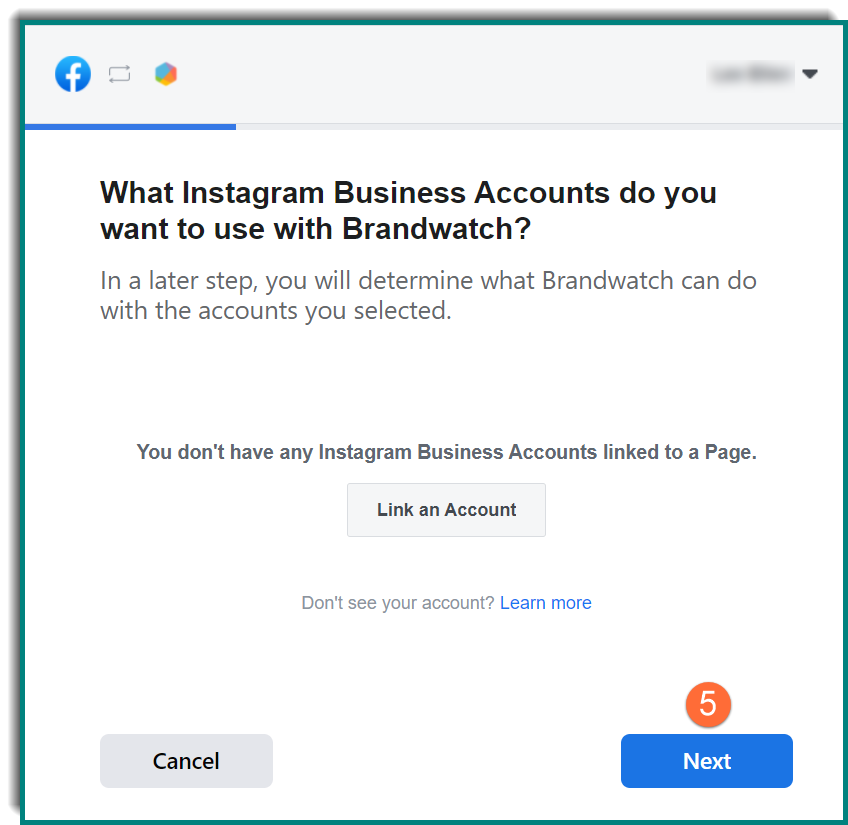 What Instagram Business Accounts do you
want to use with Brandwatch?
In a later step, you will determine what Brandwatch can do
with the accounts you selected.
You don't have any Instagram Business Accounts linked to a Page.
Link an Account
Don't see your account? Learn more
5
Cancel
Next